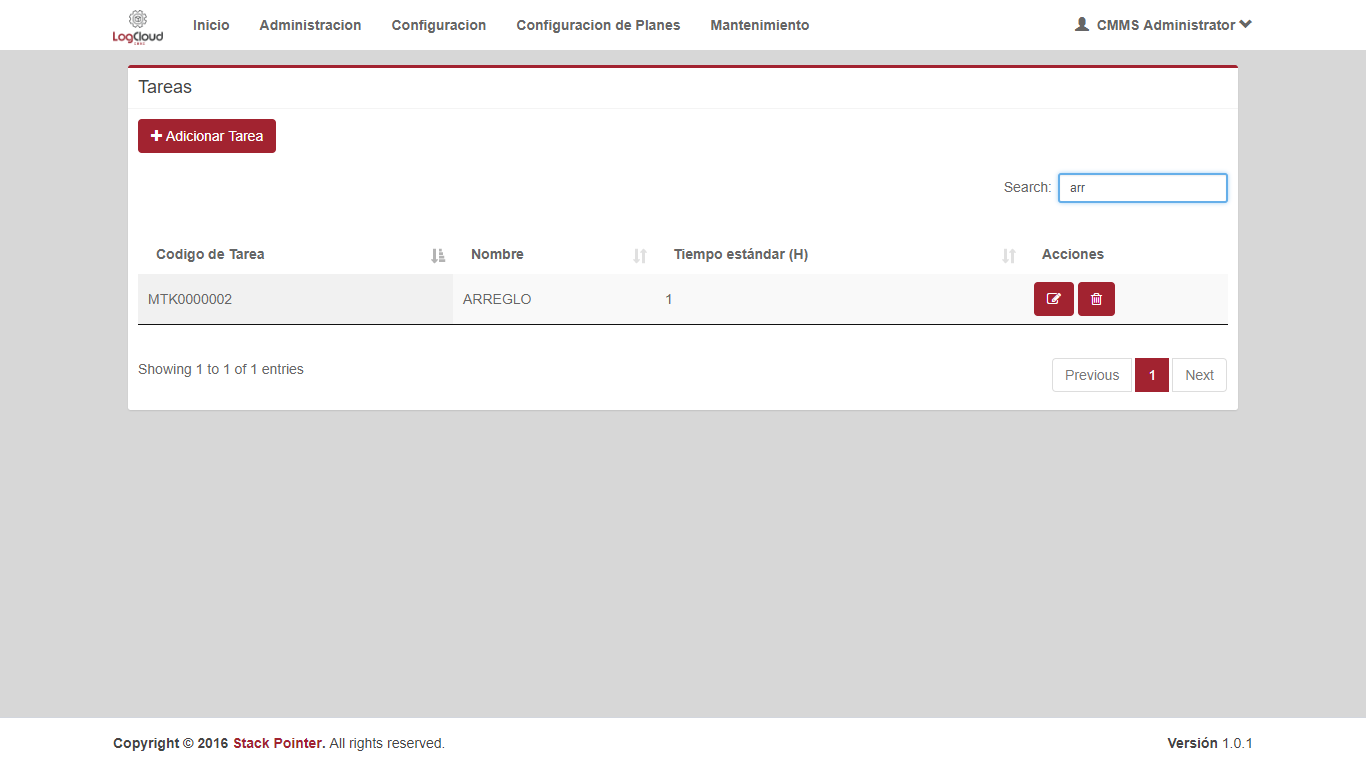 LogCloud
CMMS
Inicio Administracion Configuracion Configuracion de Planes Mantenimiento CMMS Administrator
Tareas
Adicionar Tarea
Search: arr
Codigo de Tarea Nombre Tiempo estándar (H) Acciones
MTK0000002 ARREGLO 1
Showing 1 to 1 of 1 entries
Previous 1 Next
Copyright © 2016 Stack Pointer. All rights reserved. Versión 1.0.1